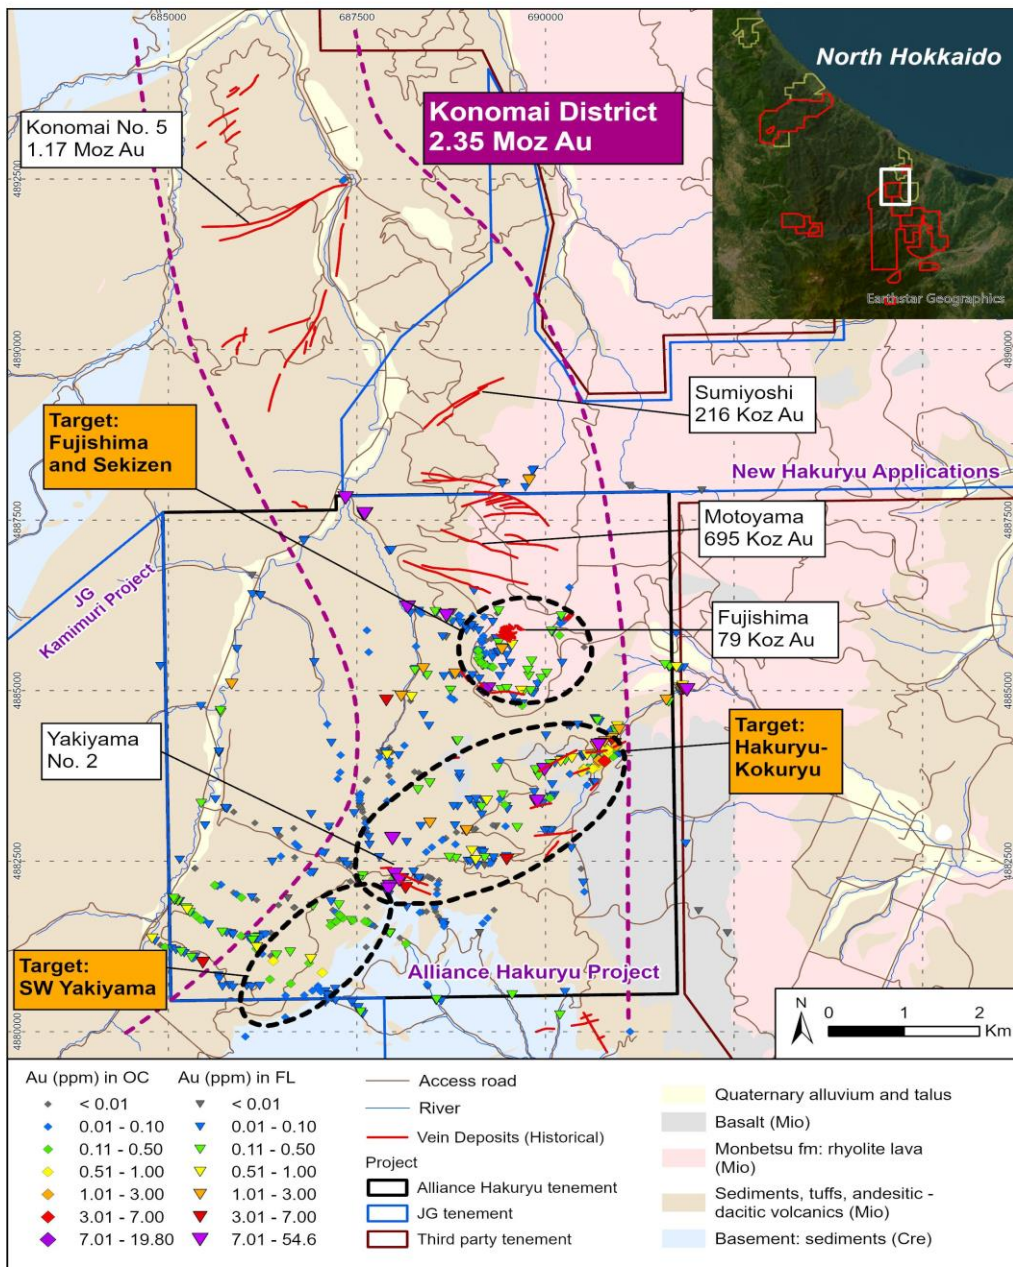 685000
687500
690000
North Hokkaido
Earthstar Geographics
Konomai District
2.35 Moz Au
Konomai No. 5
1.17 Moz Au
4892500
4892500
4890000
4890000
Sumiyoshi
216 Koz Au
Target:
Fujishima
and Sekizen
New Hakuryu Applications
4887500
4887500
Motoyama
695 Koz Au
JG
Kamimuri Project
Fujishima
79 Koz Au
4885000
4885000
Yakiyama
No. 2
Target:
Hakuryu-
Kokuryu
4882500
4882500
Target:
SW Yakiyama
Alliance Hakuryu Project
4880000
4880000
N
0 1 2
Km
Au (ppm) in OC
< 0.01
0.01 - 0.10
0.11 - 0.50
0.51 - 1.00
1.01 - 3.00
3.01 - 7.00
7.01 - 19.80
Au (ppm) in FL
< 0.01
0.01 - 0.10
0.11 - 0.50
0.51 - 1.00
1.01 - 3.00
3.01 - 7.00
7.01 - 54.6
Access road
River
Vein Deposits (Historical)
Project
Alliance Hakuryu tenement
JG tenement
Third party tenement
Quaternary alluvium and talus
Basalt (Mio)
Monbetsu fm: rhyolite lava
(Mio)
Sediments, tuffs, andesitic -
dacitic volcanics (Mio)
Basement: sediments (Cre)